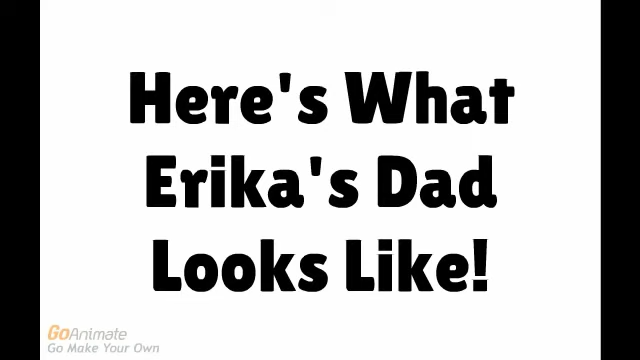 Here's What
Erika's Dad
Looks Like!
GoAnimate
Go Make Your Own